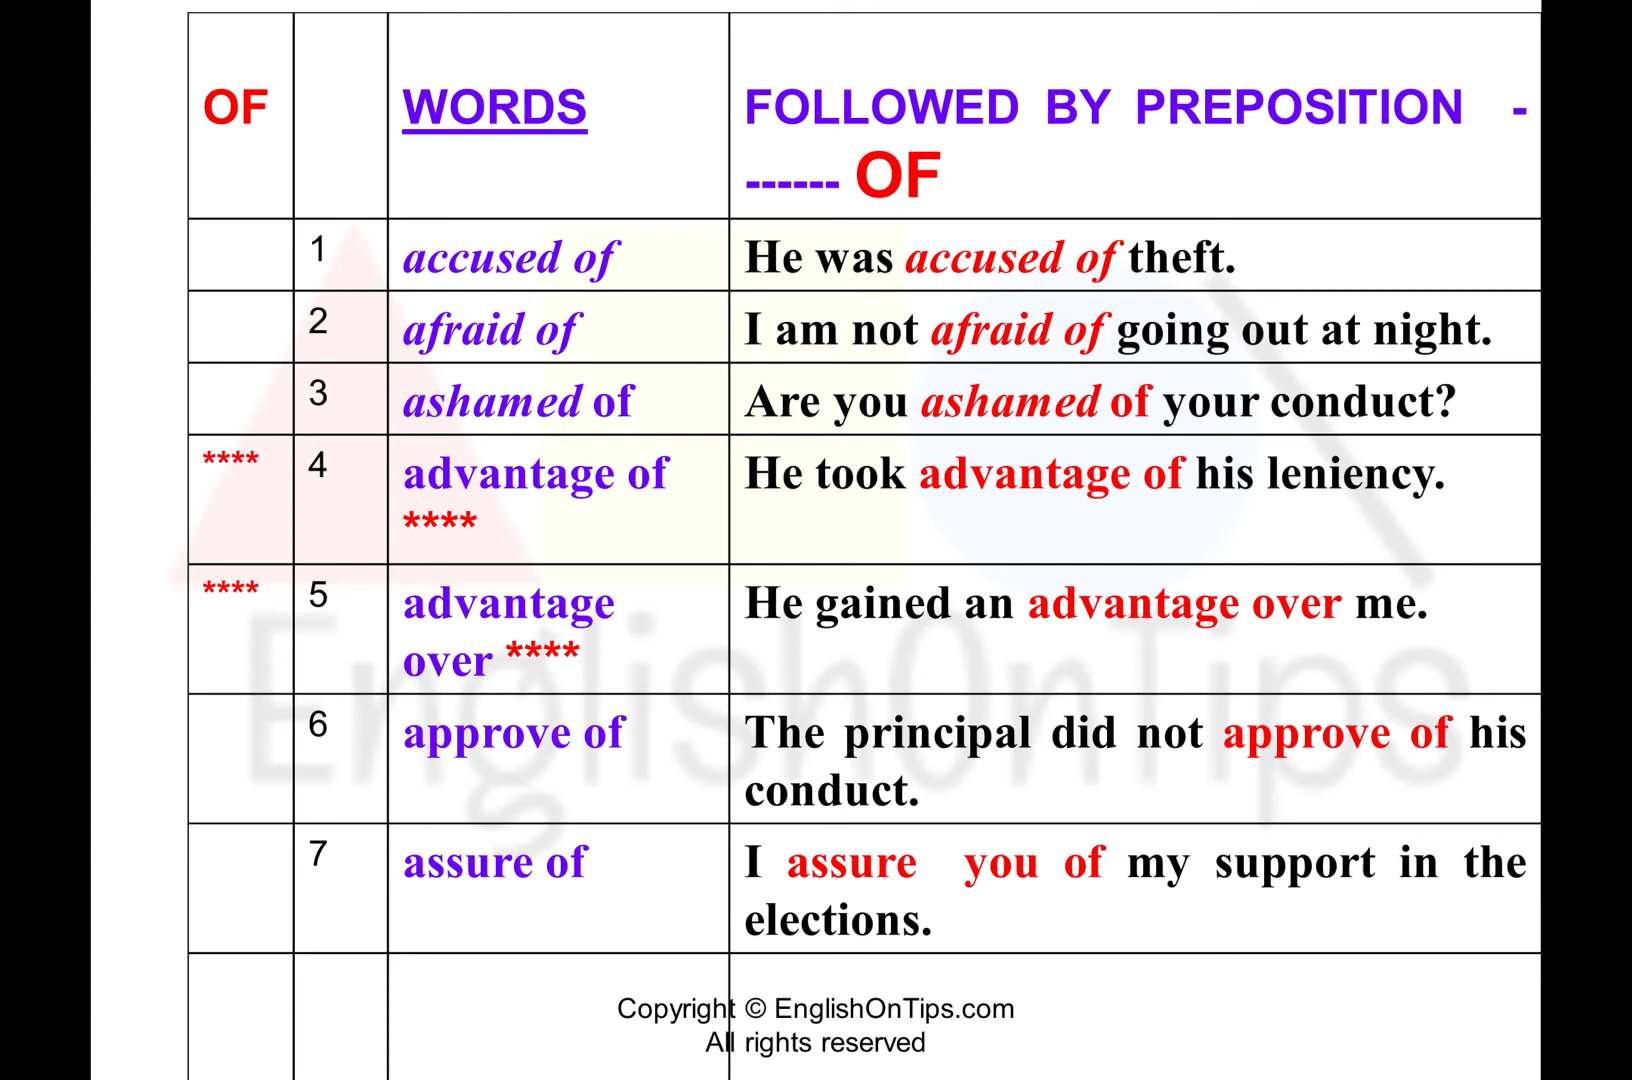 OF WORDS FOLLOWED BY PREPOSITION -
------ OF
1 accused of He was accused of theft.
2 afraid of I am not afraid of going out at night.
3 ashamed of Are you ashamed of your conduct?
**** 4 advantage of He took advantage of his leniency.
****
**** 5 advantage He gained an advantage over me.
over ****
6 approve of The principal did not approve of his
conduct.
7 assure of I assure you of my support in the
elections.
EnglishOnTips
Copyright © EnglishOnTips.com
All rights reserved